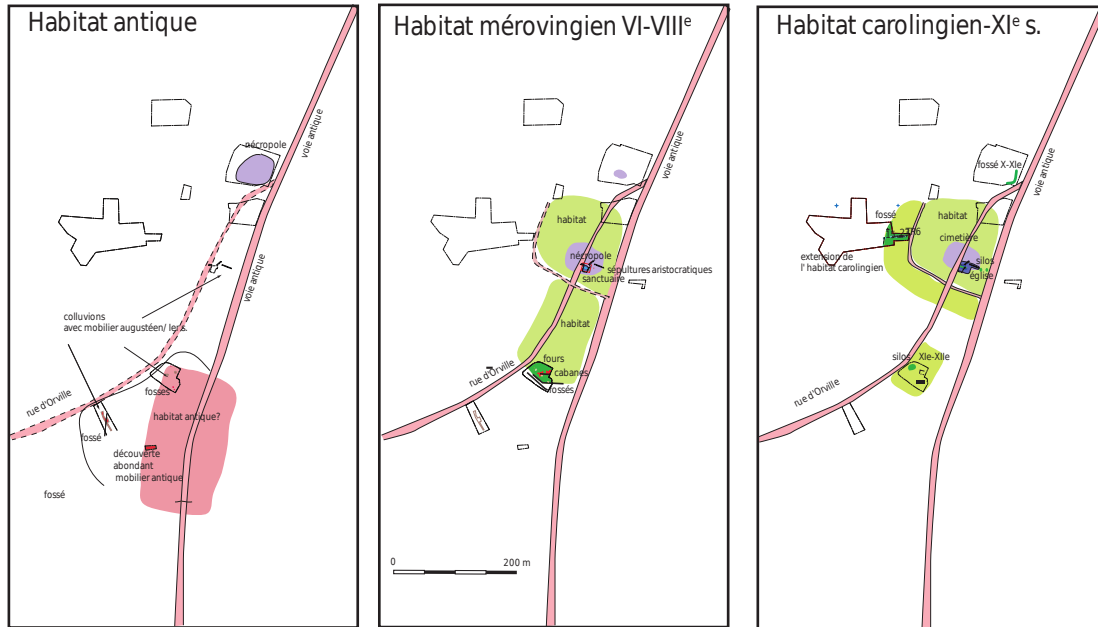 Habitat antique
nécropole
voie antique
voie antique
colluvions
avec mobilier augustéen/ Ier s.
rue d'Orville
fosses
habitat antique?
fossé
découverte
abondant
mobilier antique
fossé
Habitat mérovingien VI-VIIIe
voie antique
habitat
nécropole
sépultures aristocratiques
sanctuaire
habitat
rue d'Orville
fours
cabanes
fossés
0 200 m
Habitat carolingien-XIe s.
fossé X-XIe
voie antique
fossé
habitat
cimetière
extension de
l' habitat carolingien
silos
église
silos XIe-XIIe
rue d'Orville